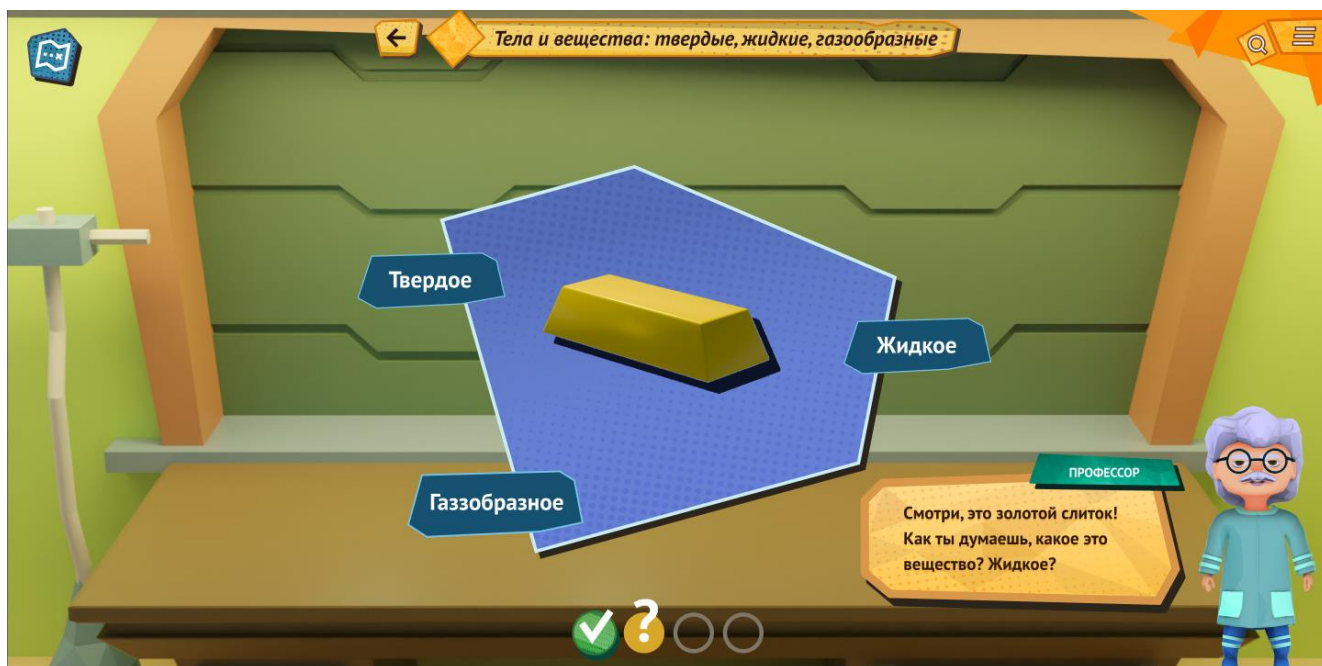 Тела и вещества: твердые, жидкие, газообразные
Твердое
Жидкое
Газзобразное
ПРОФЕССОР
Смотри, это золотой слиток!
Как ты думаешь, какое это
вещество? Жидкое?
?